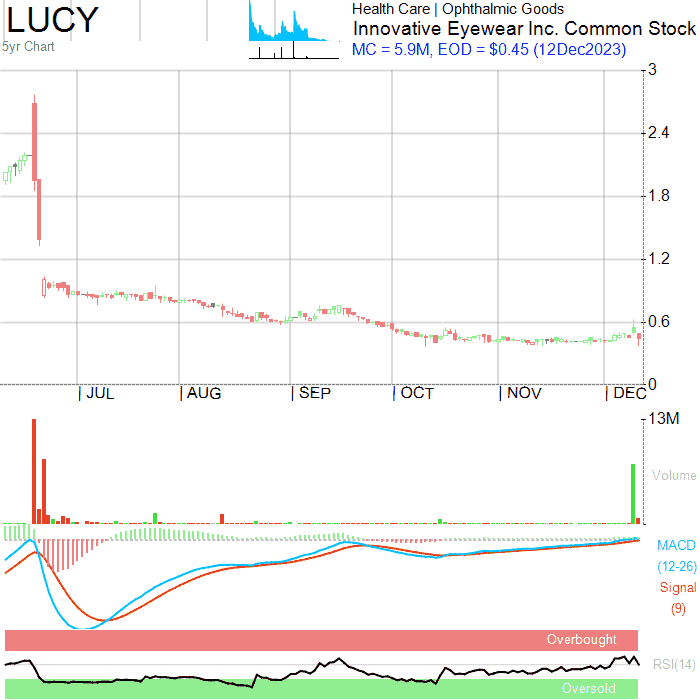 LUCY
5yr Chart
Health Care | Ophthalmic Goods
Innovative Eyewear Inc. Common Stock
MC = 5.9M, EOD = $0.45 (12Dec2023)
3
2.4
1.8
1.2
0.6
0
| JUL | AUG | SEP | OCT | NOV | DEC
13M
Volume
MACD
(12-26)
Signal
(9)
Overbought
RSI(14)
Oversold